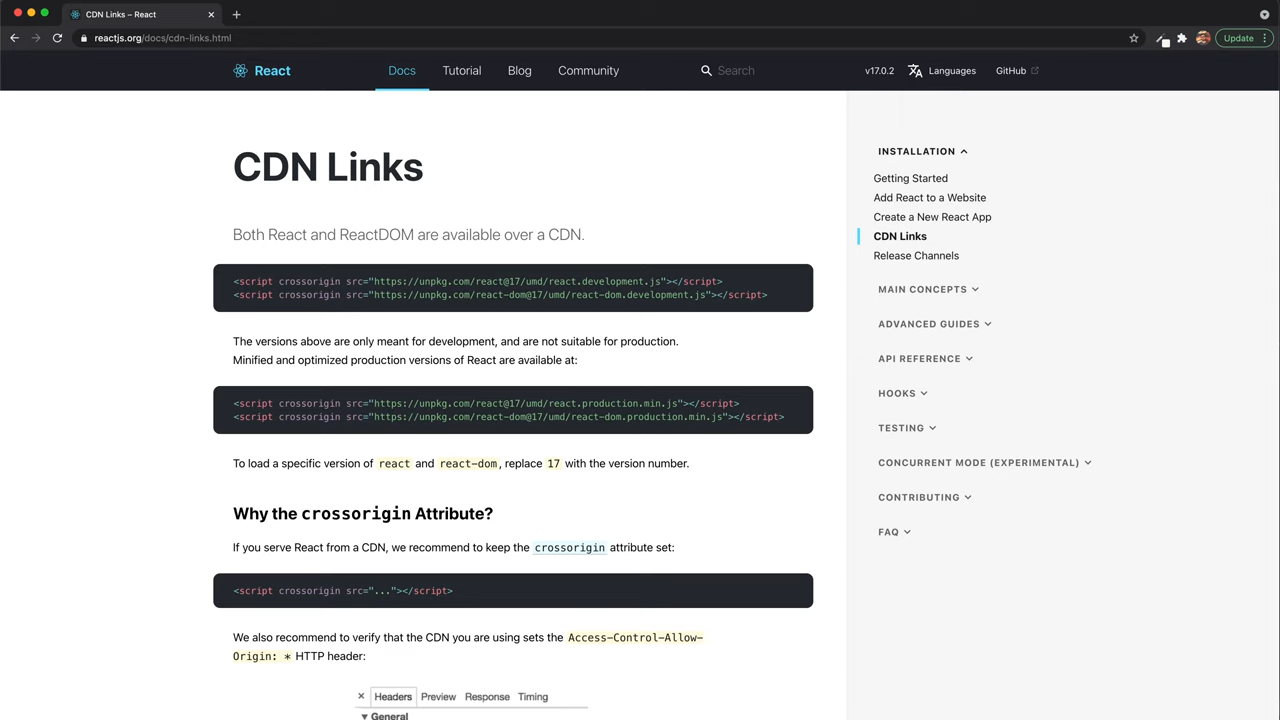 CDN Links – React
reactjs.org/docs/cdn-links.html
Update
React
Docs
Tutorial
Blog
Community
Search
v17.0.2
Languages
GitHub
CDN Links
Both React and ReactDOM are available over a CDN.
<script crossorigin src="https://unpkg.com/react@17/umd/react.development.js"></script>
<script crossorigin src="https://unpkg.com/react-dom@17/umd/react-dom.development.js"></script>
The versions above are only meant for development, and are not suitable for production.
Minified and optimized production versions of React are available at:
<script crossorigin src="https://unpkg.com/react@17/umd/react.production.min.js"></script>
<script crossorigin src="https://unpkg.com/react-dom@17/umd/react-dom.production.min.js"></script>
To load a specific version of react and react-dom, replace 17 with the version number.
Why the crossorigin Attribute?
If you serve React from a CDN, we recommend to keep the crossorigin attribute set:
<script crossorigin src="..."></script>
We also recommend to verify that the CDN you are using sets the Access-Control-Allow-
Origin: * HTTP header:
Headers Preview Response Timing
▼ General
INSTALLATION
Getting Started
Add React to a Website
Create a New React App
CDN Links
Release Channels
MAIN CONCEPTS
ADVANCED GUIDES
API REFERENCE
HOOKS
TESTING
CONCURRENT MODE (EXPERIMENTAL)
CONTRIBUTING
FAQ